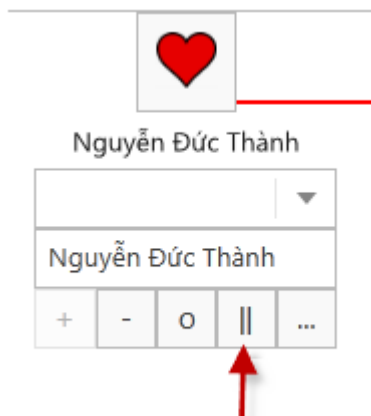 Nguyễn Đức Thành
Nguyễn Đức Thành
+ - o || ...